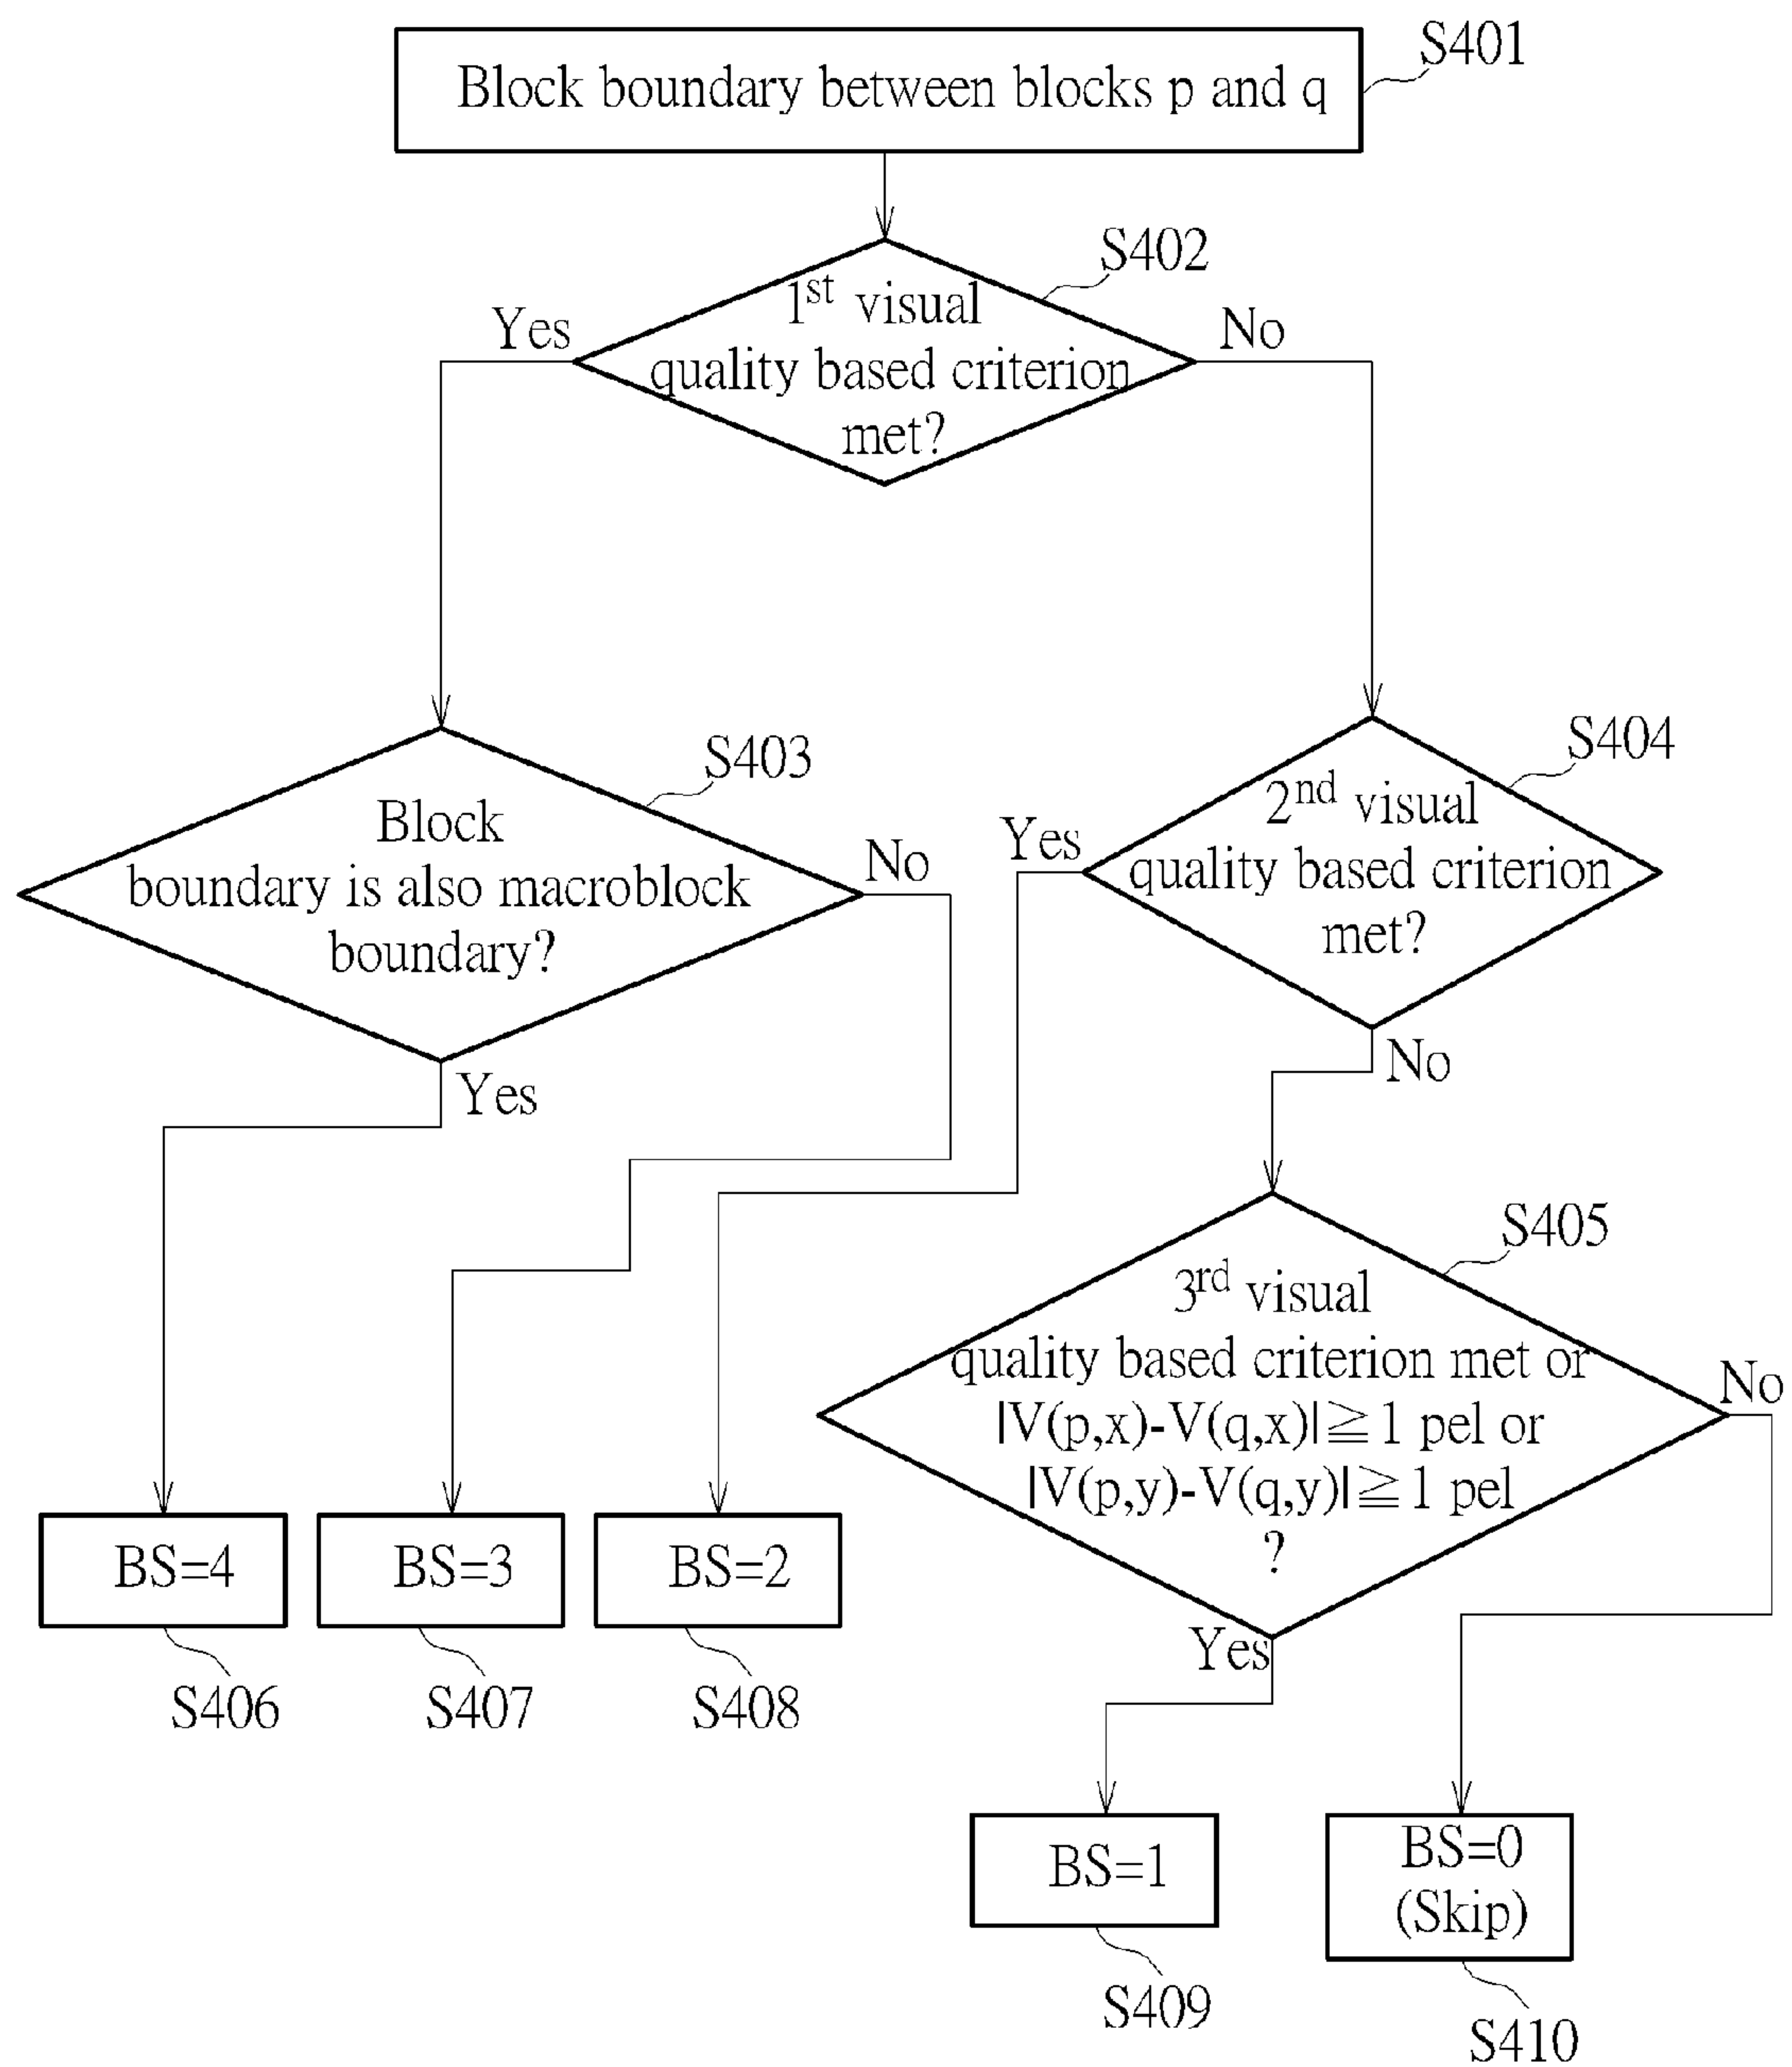 S401
Block boundary between blocks p and q
S402
1st visual
quality based criterion
met?
Yes
No
S403
Block
boundary is also macroblock
boundary?
No
Yes
S404
2nd visual
quality based criterion
met?
Yes
No
S405
3rd visual
quality based criterion met or
|V(p,x)-V(q,x)|≧1 pel or
|V(p,y)-V(q,y)|≧1 pel
?
No
Yes
BS=4
BS=3
BS=2
S406
S407
S408
BS=1
BS=0
(Skip)
S409
S410